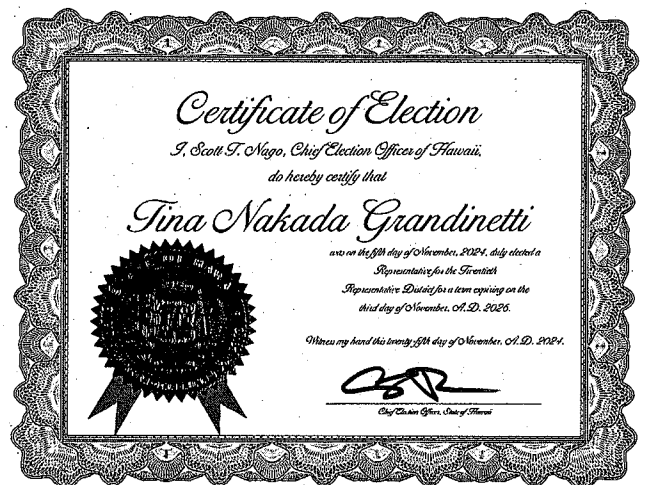 Certificate of Election
I, Scott T. Nago, Chief Election Officer of Hawaii,
do hereby certify that
Tina Nakada Grandinetti
was on the fifth day of November, 2024, duly elected a
Representative for the Twentieth
Representative District for a term expiring on the
third day of November, A.D. 2026.
Witness my hand this twenty-fifth day of November, A.D. 2024.
Chief Election Officer, State of Hawaii